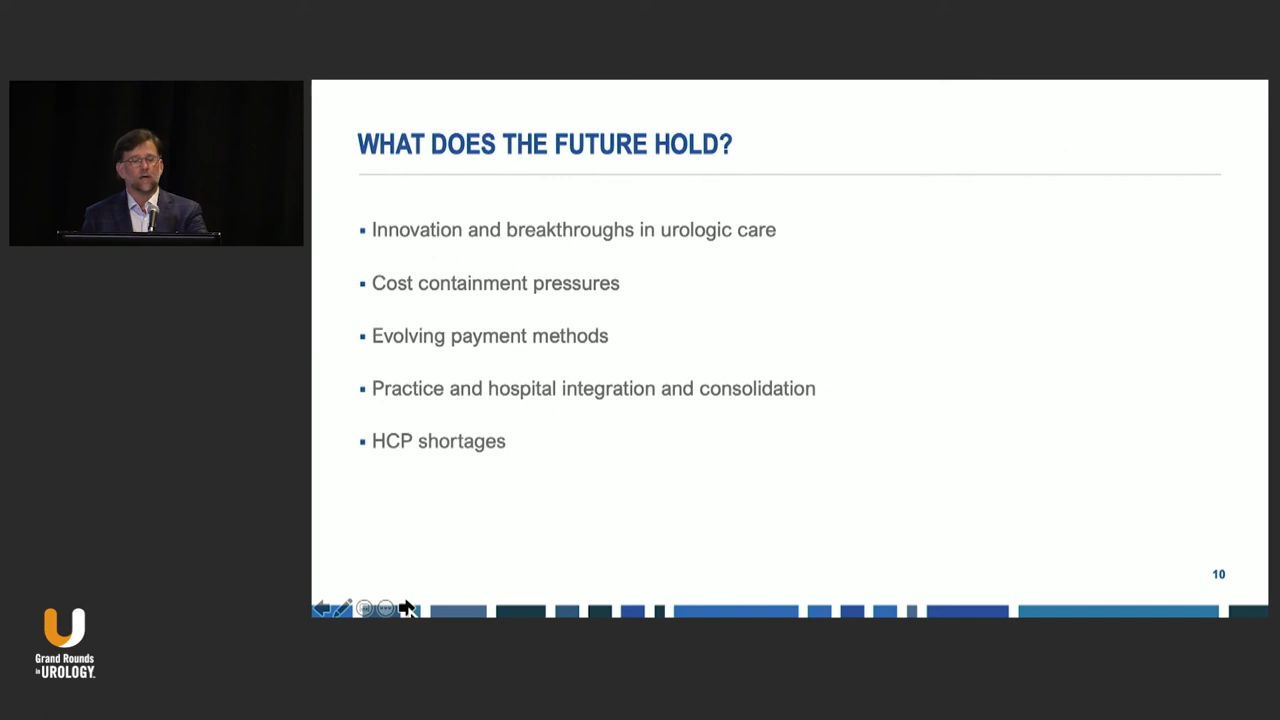 WHAT DOES THE FUTURE HOLD?
▪ Innovation and breakthroughs in urologic care
▪ Cost containment pressures
▪ Evolving payment methods
▪ Practice and hospital integration and consolidation
▪ HCP shortages
10
Grand Rounds
in UROLOGY